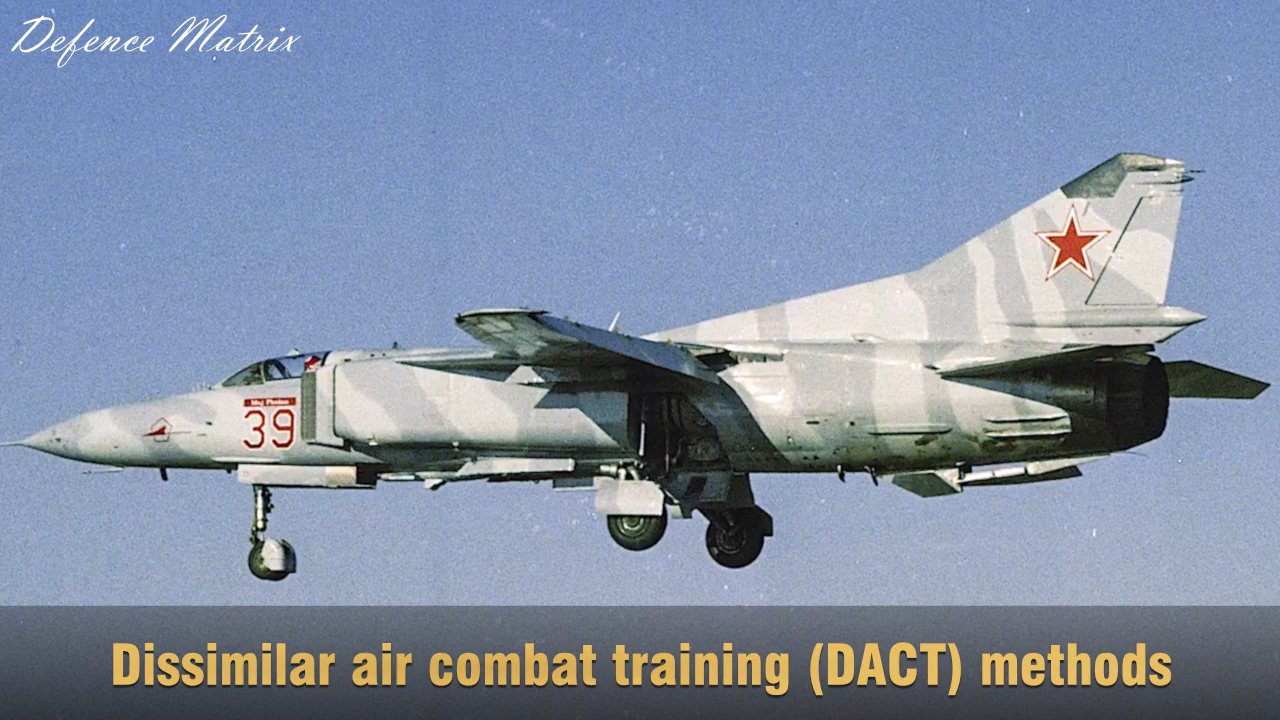 Defence Matrix
39
Dissimilar air combat training (DACT) methods